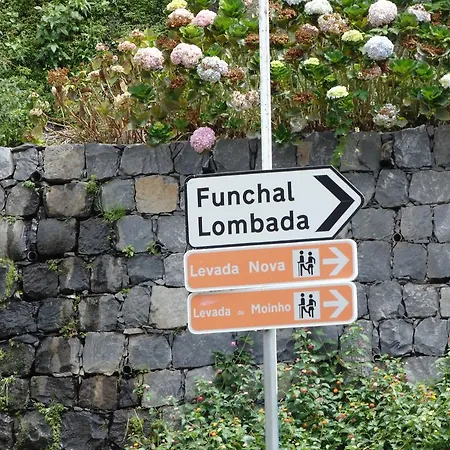 Funchal
Lombada
Levada Nova
Levada do Moinho